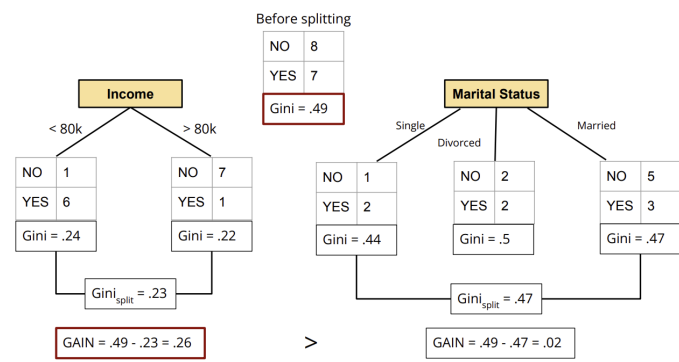 Before splitting
NO 8
YES 7
Gini = .49
Income
< 80k > 80k
NO 1
YES 6
Gini = .24
NO 7
YES 1
Gini = .22
Gini split = .23
GAIN = .49 - .23 = .26
>
Marital Status
Single
Divorced
Married
NO 1
YES 2
Gini = .44
NO 2
YES 2
Gini = .5
NO 5
YES 3
Gini = .47
Gini split = .47
GAIN = .49 - .47 = .02